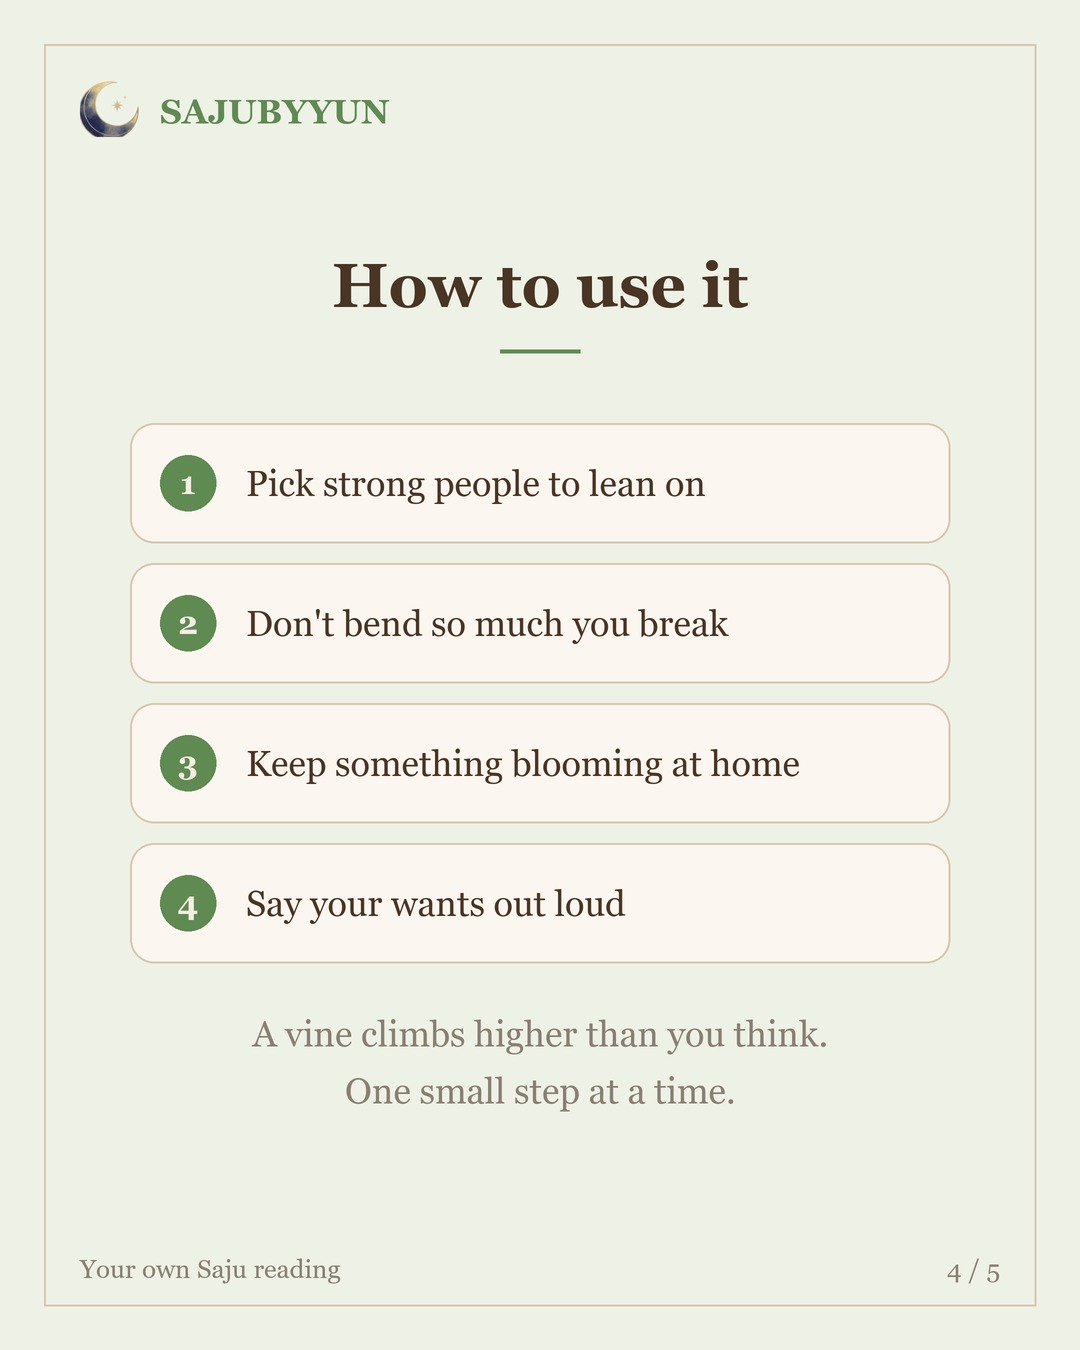 SAJUBYYUN
How to use it
1 Pick strong people to lean on
2 Don't bend so much you break
3 Keep something blooming at home
4 Say your wants out loud
A vine climbs higher than you think.
One small step at a time.
Your own Saju reading
4 / 5